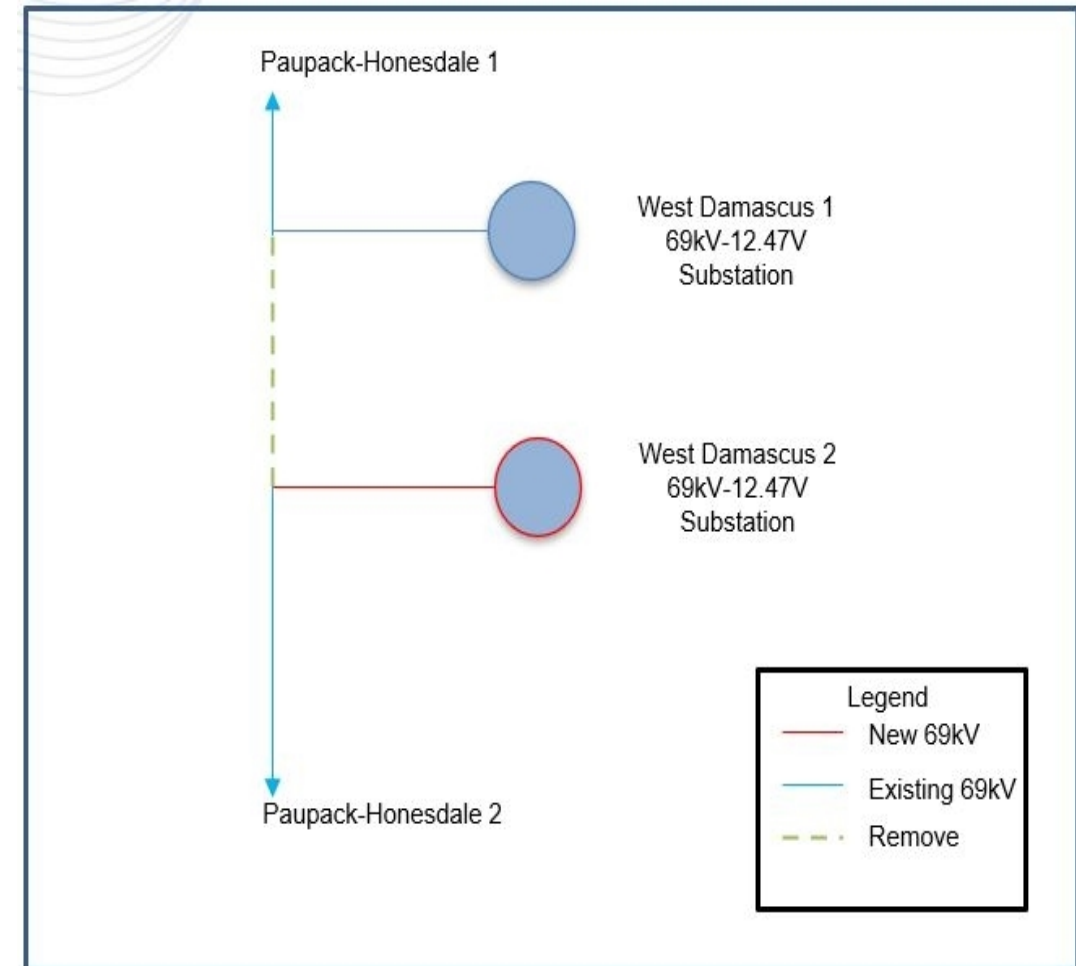 Paupack-Honesdale 1
West Damascus 1
69kV-12.47V
Substation
West Damascus 2
69kV-12.47V
Substation
Paupack-Honesdale 2
Legend
New 69kV
Existing 69kV
Remove